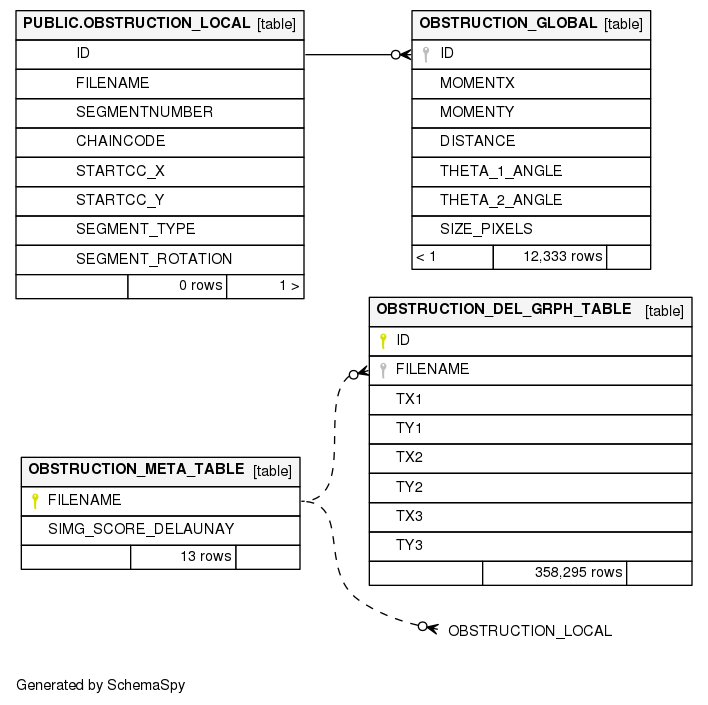 PUBLIC.OBSTRUCTION_LOCAL [table]
ID
FILENAME
SEGMENTNUMBER
CHAINCODE
STARTCC_X
STARTCC_Y
SEGMENT_TYPE
SEGMENT_ROTATION
0 rows 1 >
OBSTRUCTION_GLOBAL [table]
ID
MOMENTX
MOMENTY
DISTANCE
THETA_1_ANGLE
THETA_2_ANGLE
SIZE_PIXELS
< 1 12,333 rows
OBSTRUCTION_DEL_GRPH_TABLE [table]
ID
FILENAME
TX1
TY1
TX2
TY2
TX3
TY3
358,295 rows
OBSTRUCTION_META_TABLE [table]
FILENAME
SIMG_SCORE_DELAUNAY
13 rows
OBSTRUCTION_LOCAL
Generated by SchemaSpy